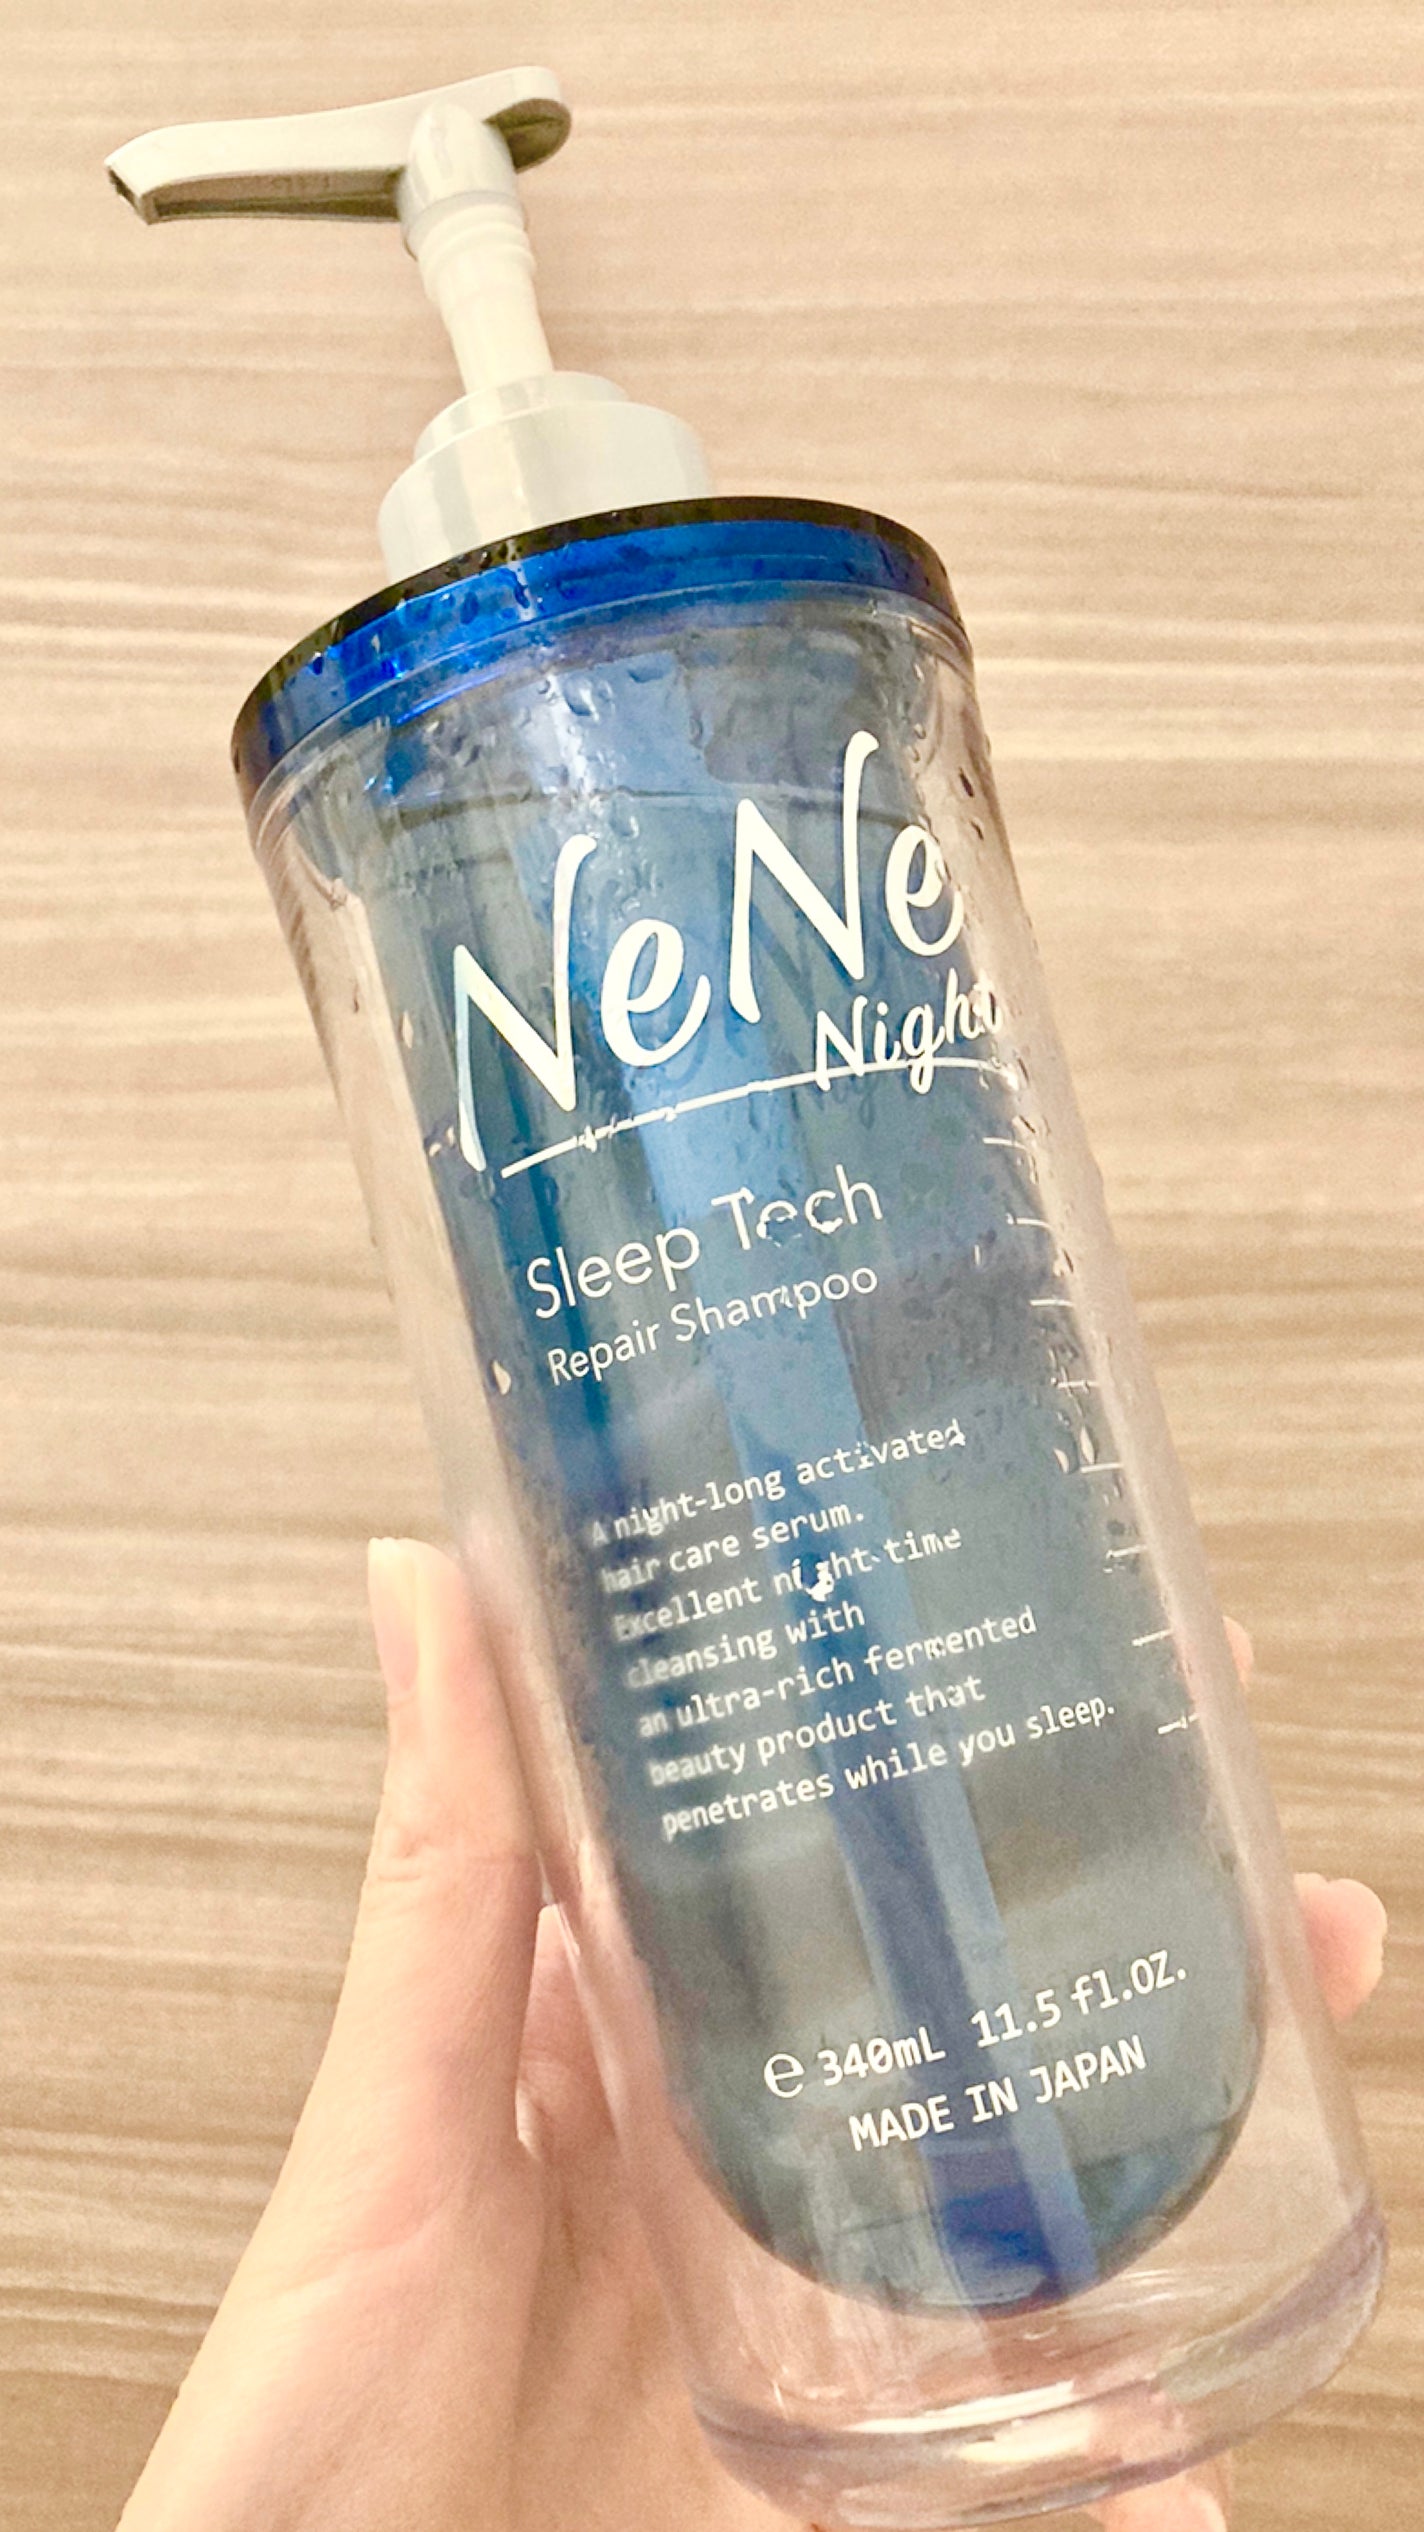 NeNe
Night
Sleep Tech
Repair Shampoo
A night-long activated
hair care serum.
Excellent night-time
cleansing with
an ultra-rich fermented
beauty product that
penetrates while you sleep.
℮ 340mL 11.5 fl.OZ.
MADE IN JAPAN